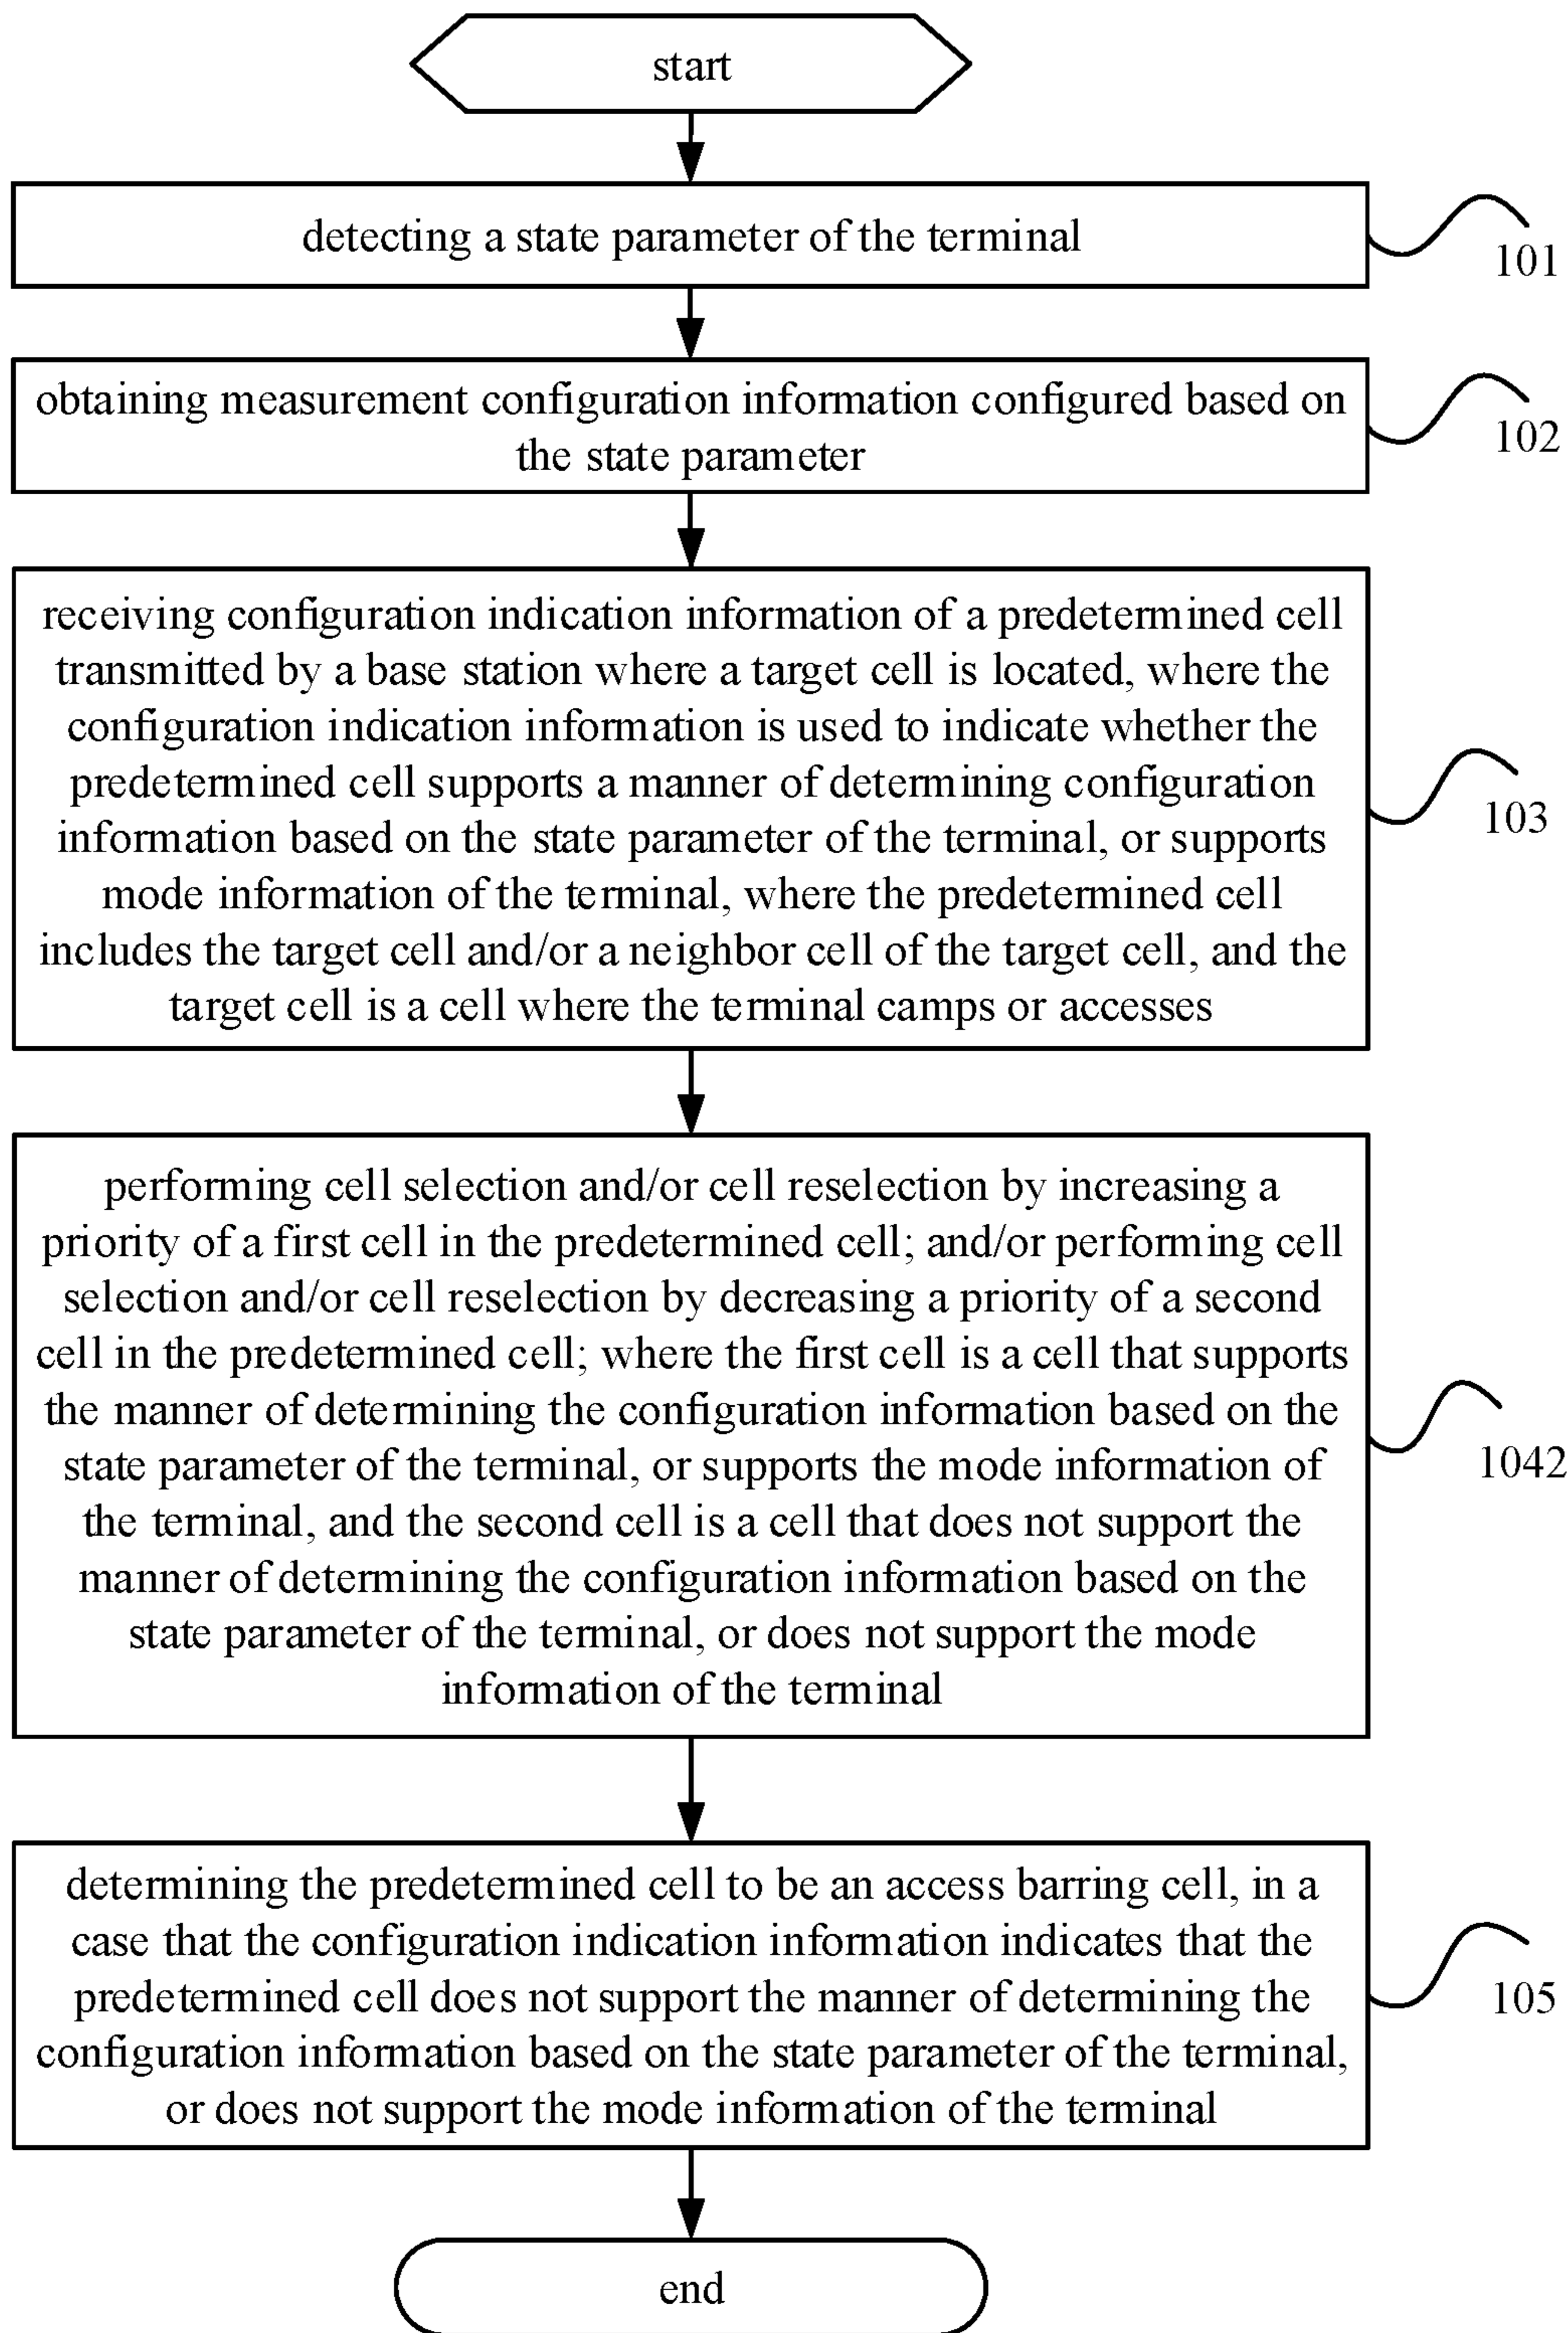 start
detecting a state parameter of the terminal
101
obtaining measurement configuration information configured based on
the state parameter
102
receiving configuration indication information of a predetermined cell
transmitted by a base station where a target cell is located, where the
configuration indication information is used to indicate whether the
predetermined cell supports a manner of determining configuration
information based on the state parameter of the terminal, or supports
mode information of the terminal, where the predetermined cell
includes the target cell and/or a neighbor cell of the target cell, and the
target cell is a cell where the terminal camps or accesses
103
performing cell selection and/or cell reselection by increasing a
priority of a first cell in the predetermined cell; and/or performing cell
selection and/or cell reselection by decreasing a priority of a second
cell in the predetermined cell; where the first cell is a cell that supports
the manner of determining the configuration information based on the
state parameter of the terminal, or supports the mode information of
the terminal, and the second cell is a cell that does not support the
manner of determining the configuration information based on the
state parameter of the terminal, or does not support the mode
information of the terminal
1042
determining the predetermined cell to be an access barring cell, in a
case that the configuration indication information indicates that the
predetermined cell does not support the manner of determining the
configuration information based on the state parameter of the terminal,
or does not support the mode information of the terminal
105
end